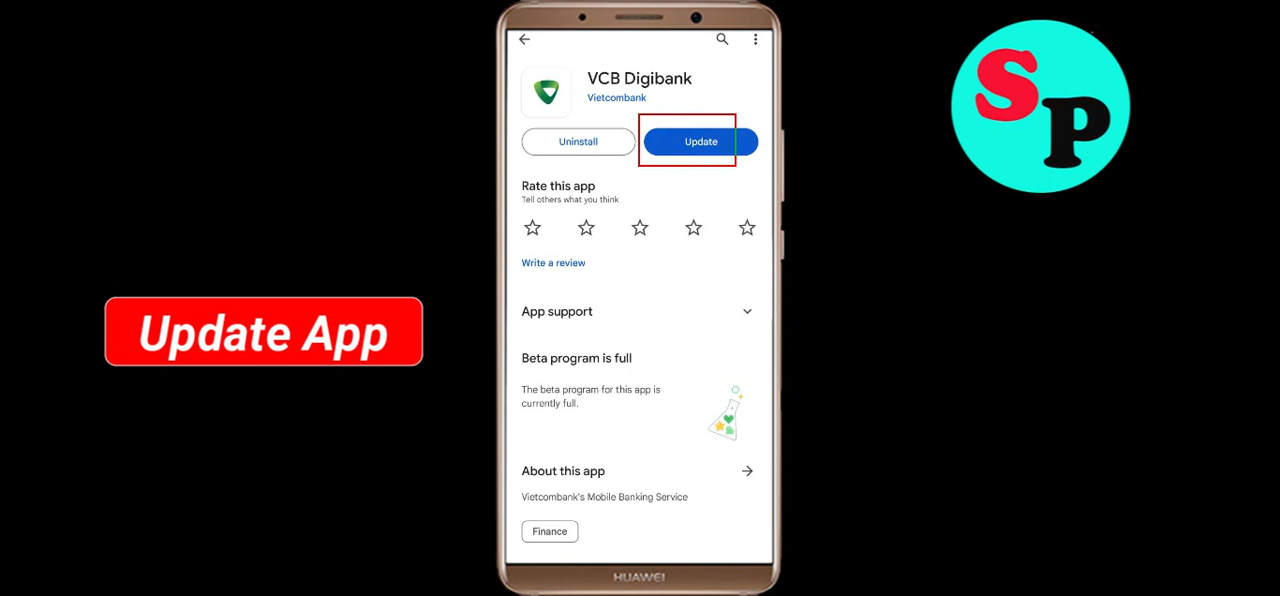 VCB Digibank
Vietcombank
Uninstall
Update
Rate this app
Tell others what you think
Write a review
App support
Beta program is full
The beta program for this app is
currently full.
About this app
Vietcombank's Mobile Banking Service
Finance
HUAWEI
Update App
SP